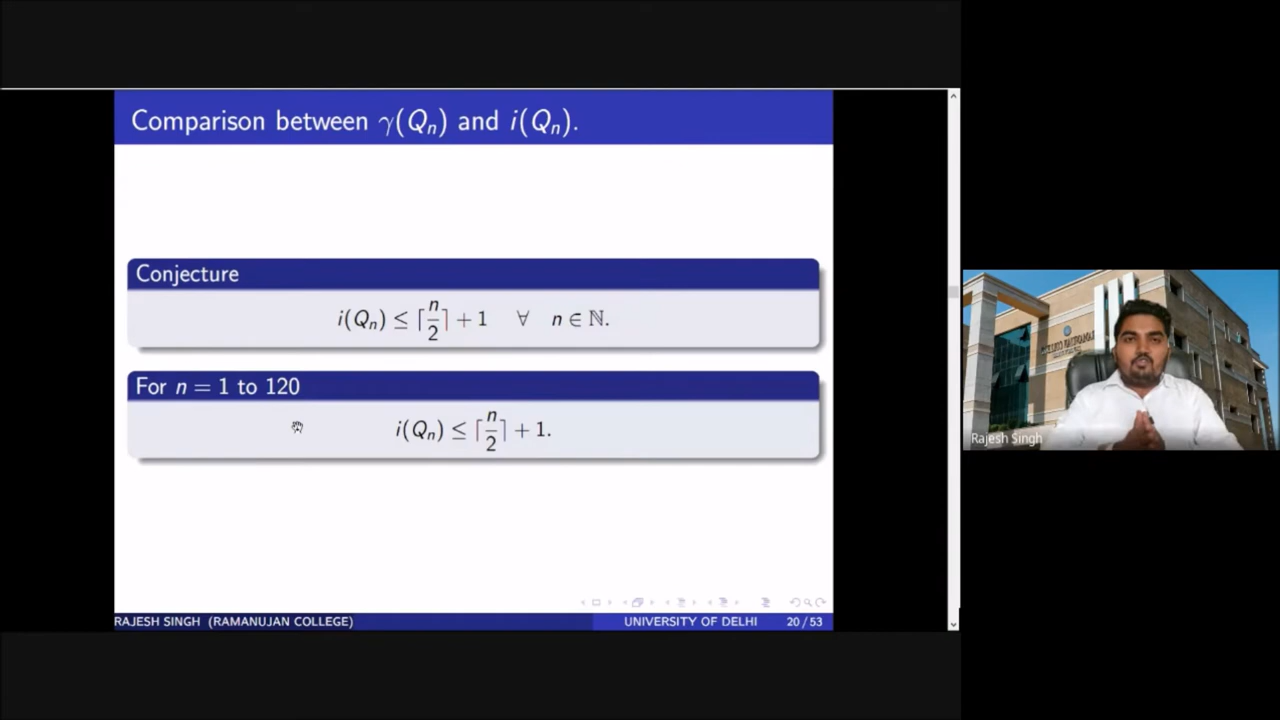 Comparison between γ(Qₙ) and i(Qₙ).
Conjecture
i(Qₙ) ≤ ⌈n/2⌉ + 1 ∀ n ∈ ℕ.
For n = 1 to 120
i(Qₙ) ≤ ⌈n/2⌉ + 1.
RAJESH SINGH (RAMANUJAN COLLEGE) UNIVERSITY OF DELHI 20 / 53
Rajesh Singh